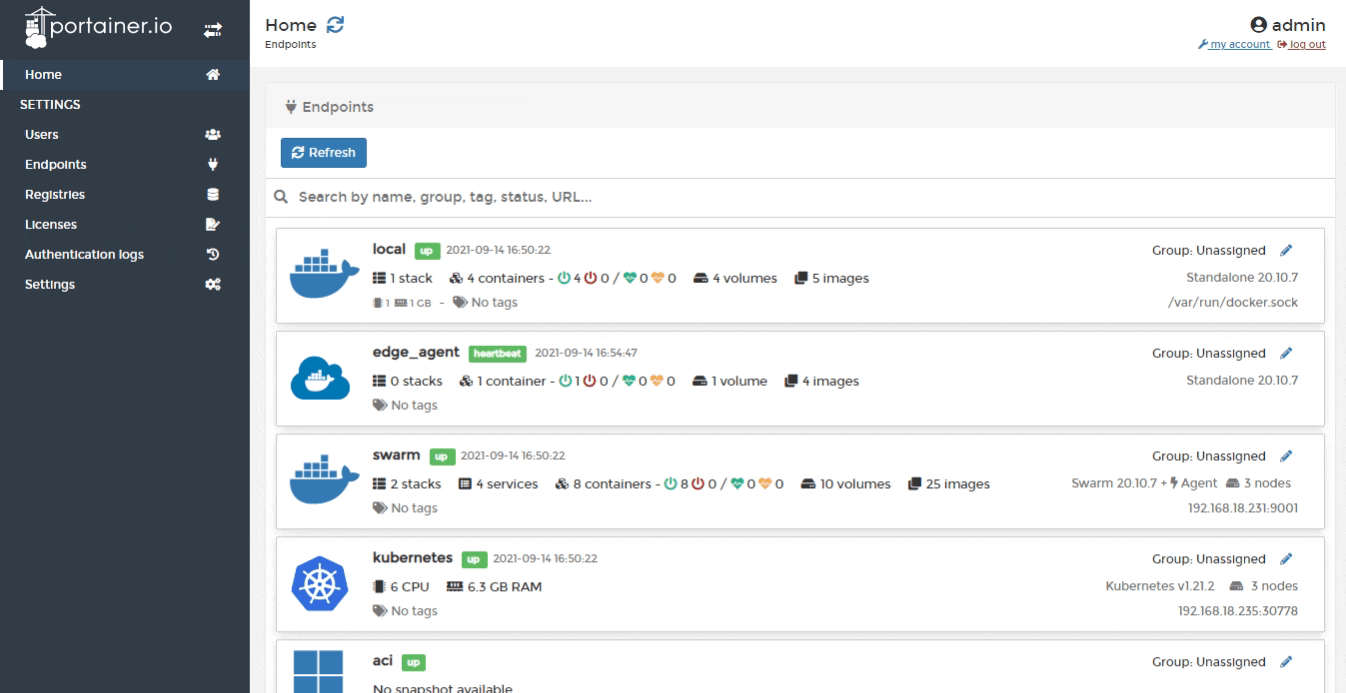 portainer.io
Home
SETTINGS
Users
Endpoints
Registries
Licenses
Authentication logs
Settings
Home
Endpoints
admin
my account log out
Endpoints
Refresh
Search by name, group, tag, status, URL...
local up 2021-09-14 16:50:22 Group: Unassigned
1 stack 4 containers - 4 0 / 0 0 4 volumes 5 images Standalone 20.10.7
1 1 GB - No tags /var/run/docker.sock
edge_agent heartbeat 2021-09-14 16:54:47 Group: Unassigned
0 stacks 1 container - 1 0 / 0 0 1 volume 4 images Standalone 20.10.7
No tags
swarm up 2021-09-14 16:50:22 Group: Unassigned
2 stacks 4 services 8 containers - 8 0 / 0 0 10 volumes 25 images Swarm 20.10.7 + Agent 3 nodes
No tags 192.168.18.231:9001
kubernetes up 2021-09-14 16:50:22 Group: Unassigned
6 CPU 6.3 GB RAM Kubernetes v1.21.2 3 nodes
No tags 192.168.18.235:30778
aci up Group: Unassigned
No snapshot available